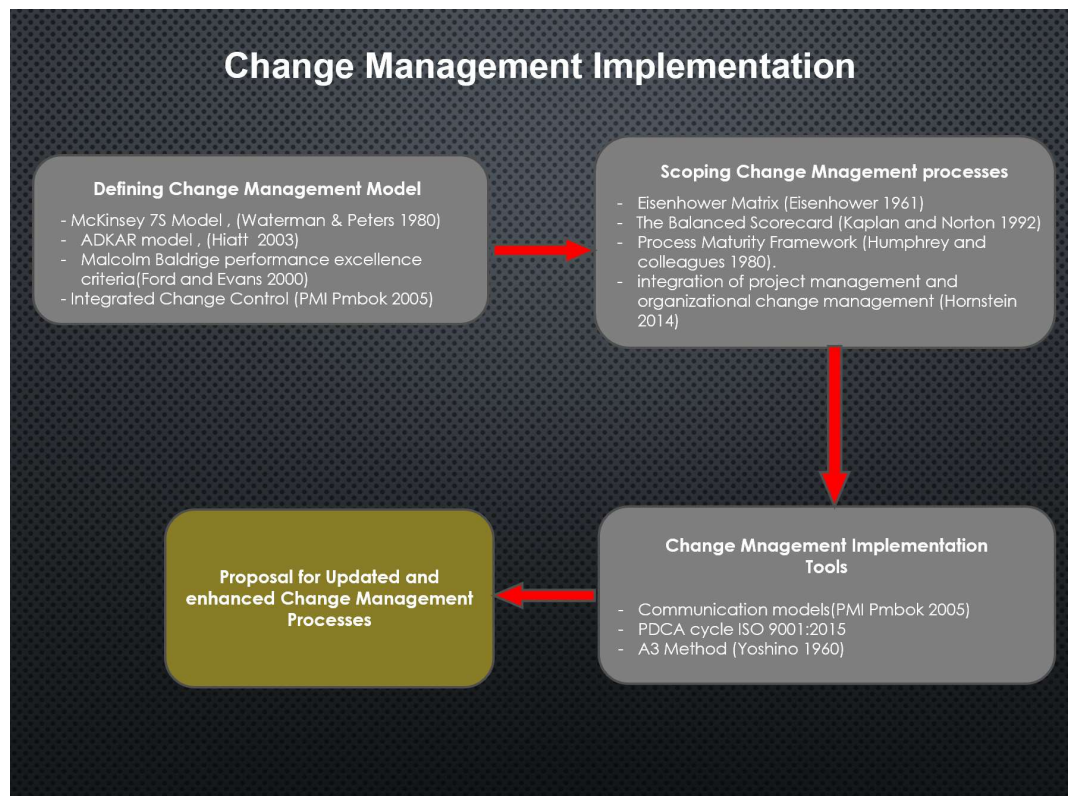 Change Management Implementation
Defining Change Management Model
- McKinsey 7S Model , (Waterman & Peters 1980)
- ADKAR model , (Hiatt  2003)
- Malcolm Baldrige performance excellence
criteria(Ford and Evans 2000)
- Integrated Change Control (PMI Pmbok 2005)
Scoping Change Mnagement processes
- Eisenhower Matrix (Eisenhower 1961)
- The Balanced Scorecard (Kaplan and Norton 1992)
- Process Maturity Framework (Humphrey and
colleagues 1980).
- integration of project management and
organizational change management (Hornstein
2014)
Change Mnagement Implementation
Tools
- Communication models(PMI Pmbok 2005)
- PDCA cycle ISO 9001:2015
- A3 Method (Yoshino 1960)
Proposal for Updated and
enhanced Change Management
Processes